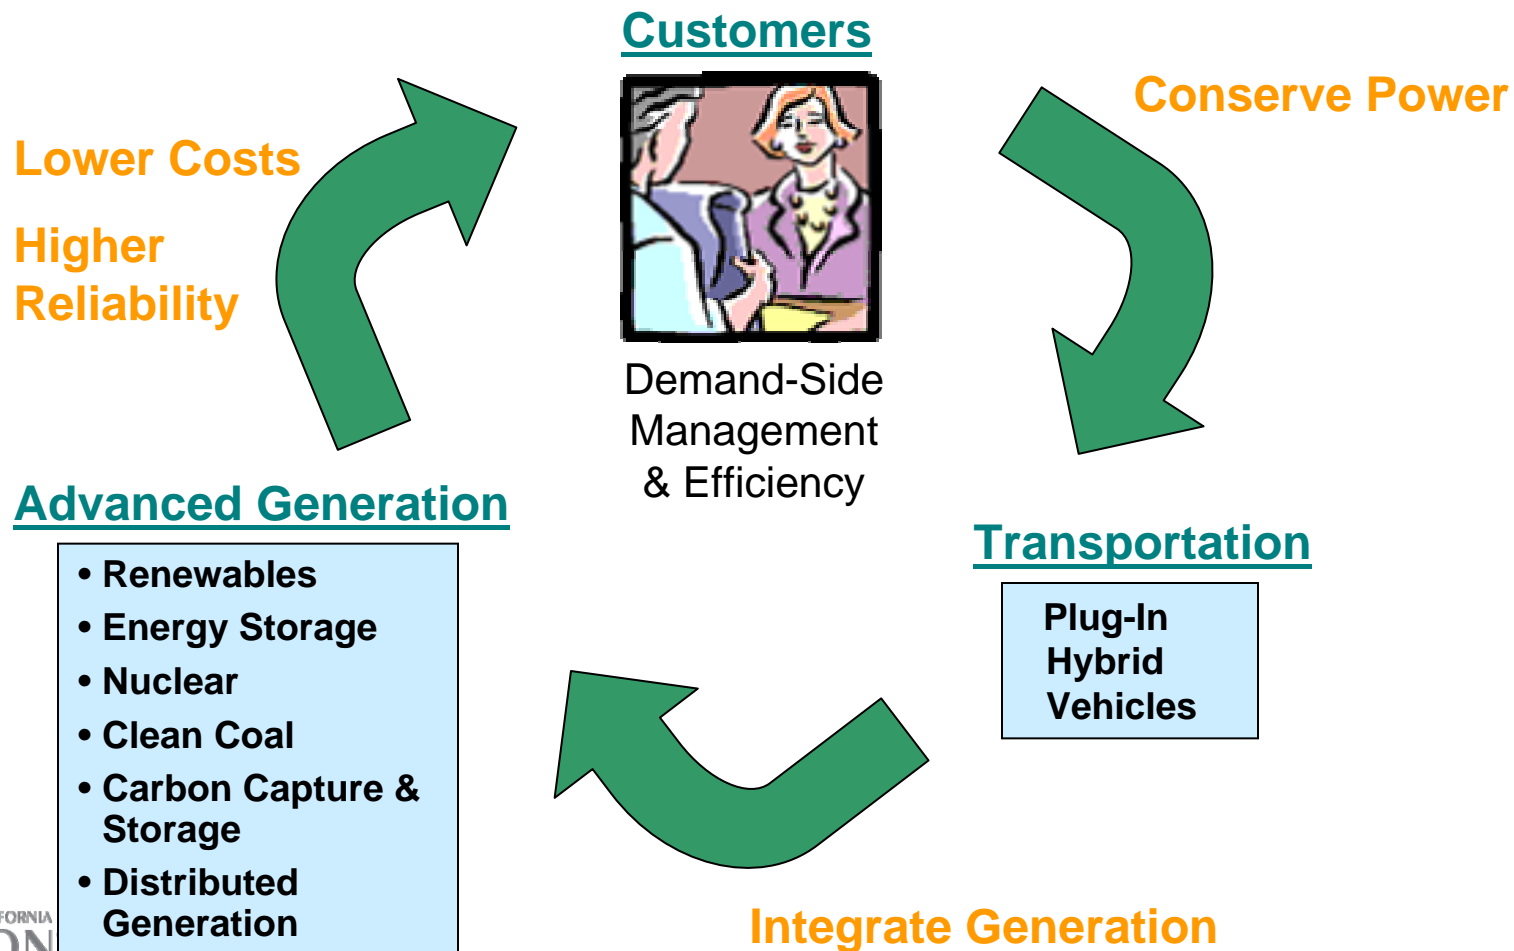 Customers
Conserve Power
Lower Costs
Higher
Reliability
Demand-Side
Management
& Efficiency
Advanced Generation
• Renewables
• Energy Storage
• Nuclear
• Clean Coal
• Carbon Capture &
Storage
• Distributed
Generation
Transportation
Plug-In
Hybrid
Vehicles
Integrate Generation